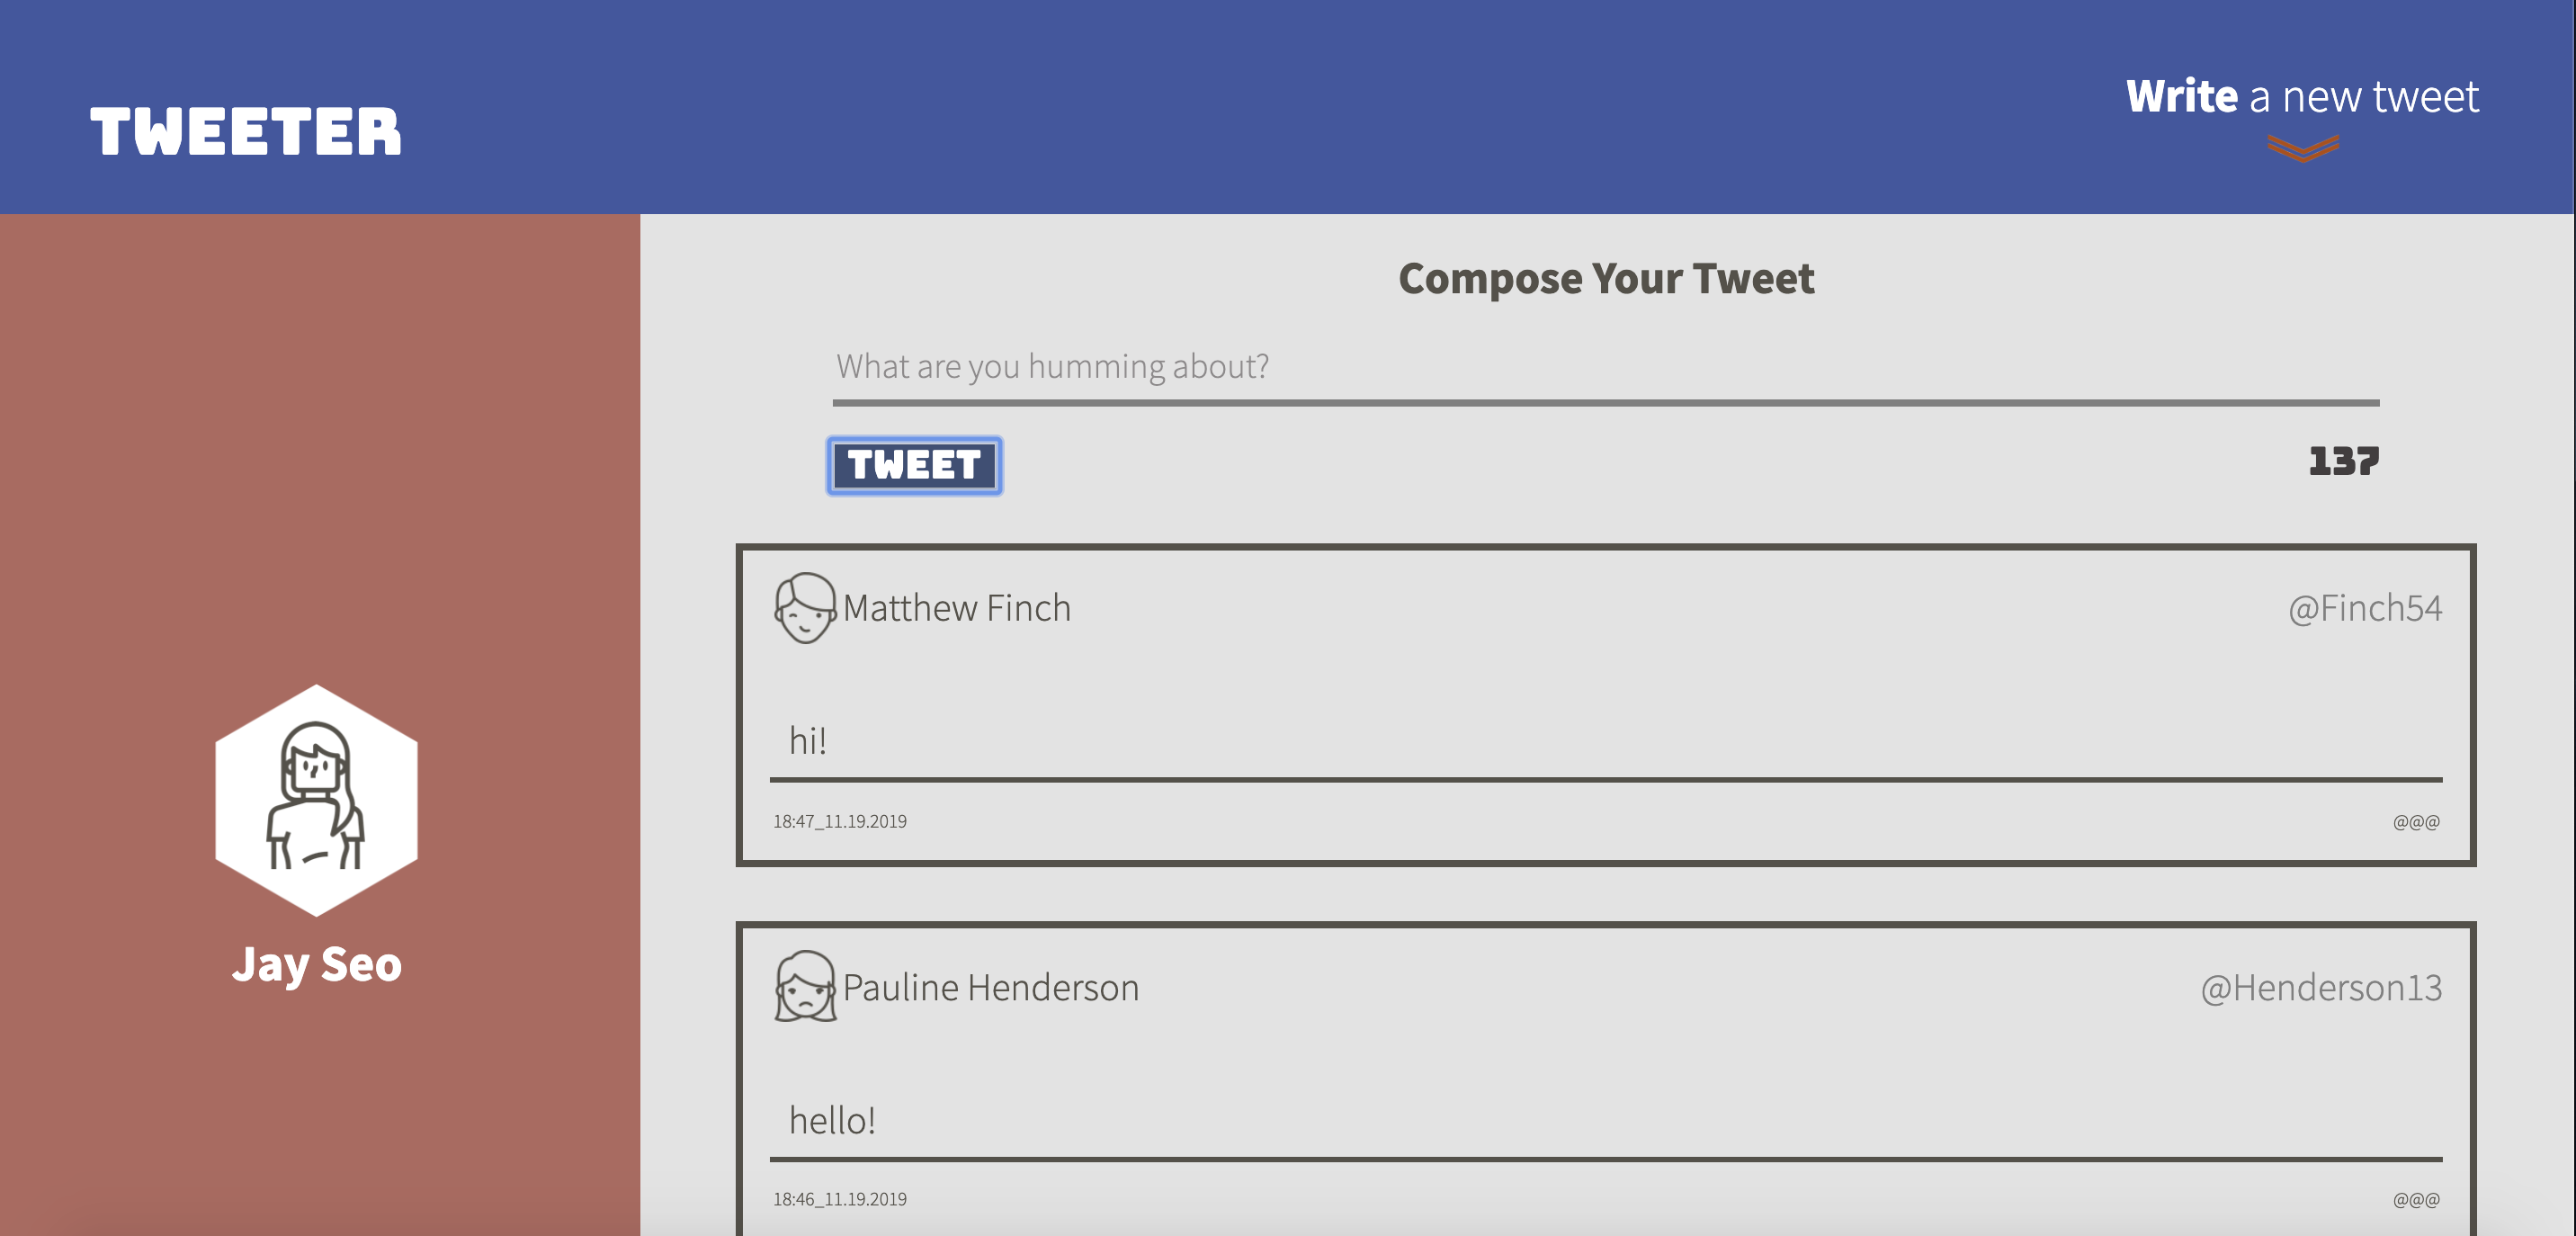 TWEETER
Write a new tweet
Compose Your Tweet
What are you humming about?
TWEET
137
Matthew Finch
@Finch54
hi!
18:47_11.19.2019
@@@
Jay Seo
Pauline Henderson
@Henderson13
hello!
18:46_11.19.2019
@@@